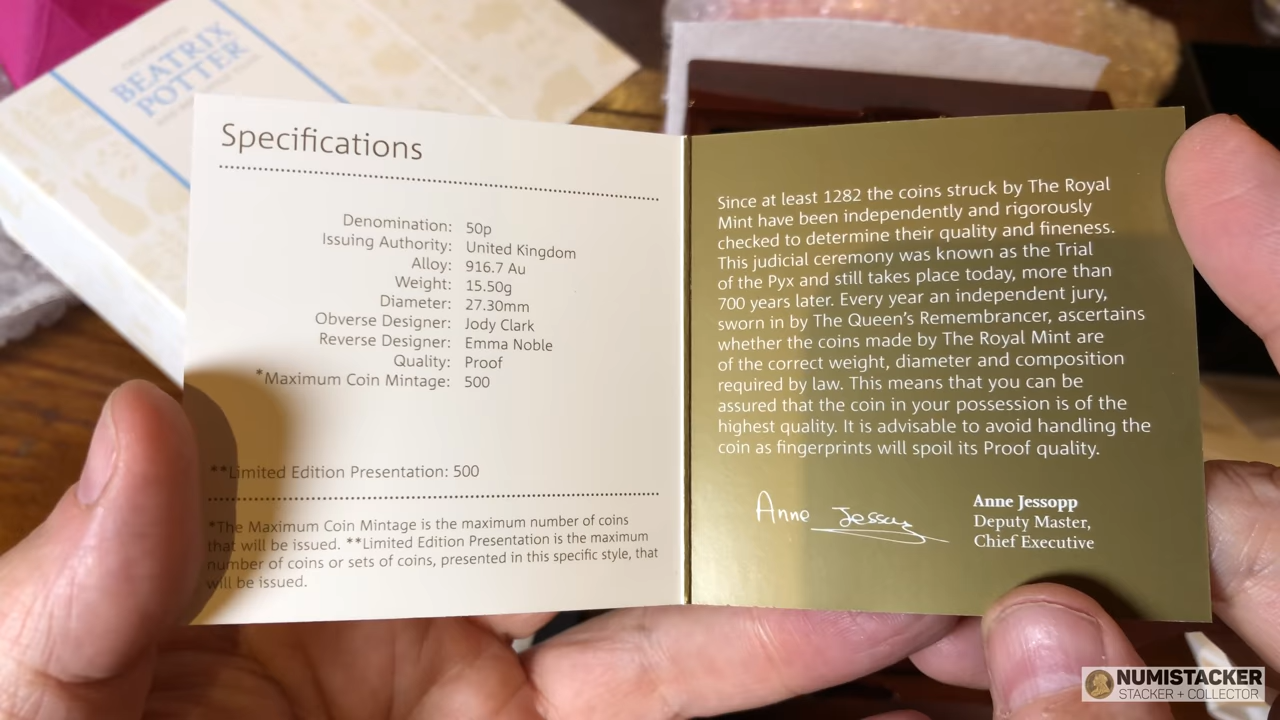 BEATRIX
POTTER
Specifications
Denomination: 50p
Issuing Authority: United Kingdom
Alloy: 916.7 Au
Weight: 15.50g
Diameter: 27.30mm
Obverse Designer: Jody Clark
Reverse Designer: Emma Noble
Quality: Proof
*Maximum Coin Mintage: 500
**Limited Edition Presentation: 500
*The Maximum Coin Mintage is the maximum number of coins
that will be issued. **Limited Edition Presentation is the maximum
number of coins or sets of coins, presented in this specific style, that
will be issued.
Since at least 1282 the coins struck by The Royal
Mint have been independently and rigorously
checked to determine their quality and fineness.
This judicial ceremony was known as the Trial
of the Pyx and still takes place today, more than
700 years later. Every year an independent jury,
sworn in by The Queen's Remembrancer, ascertains
whether the coins made by The Royal Mint are
of the correct weight, diameter and composition
required by law. This means that you can be
assured that the coin in your possession is of the
highest quality. It is advisable to avoid handling the
coin as fingerprints will spoil its Proof quality.
Anne Jessopp
Anne Jessopp
Deputy Master,
Chief Executive
NUMISTACKER
STACKER + COLLECTOR